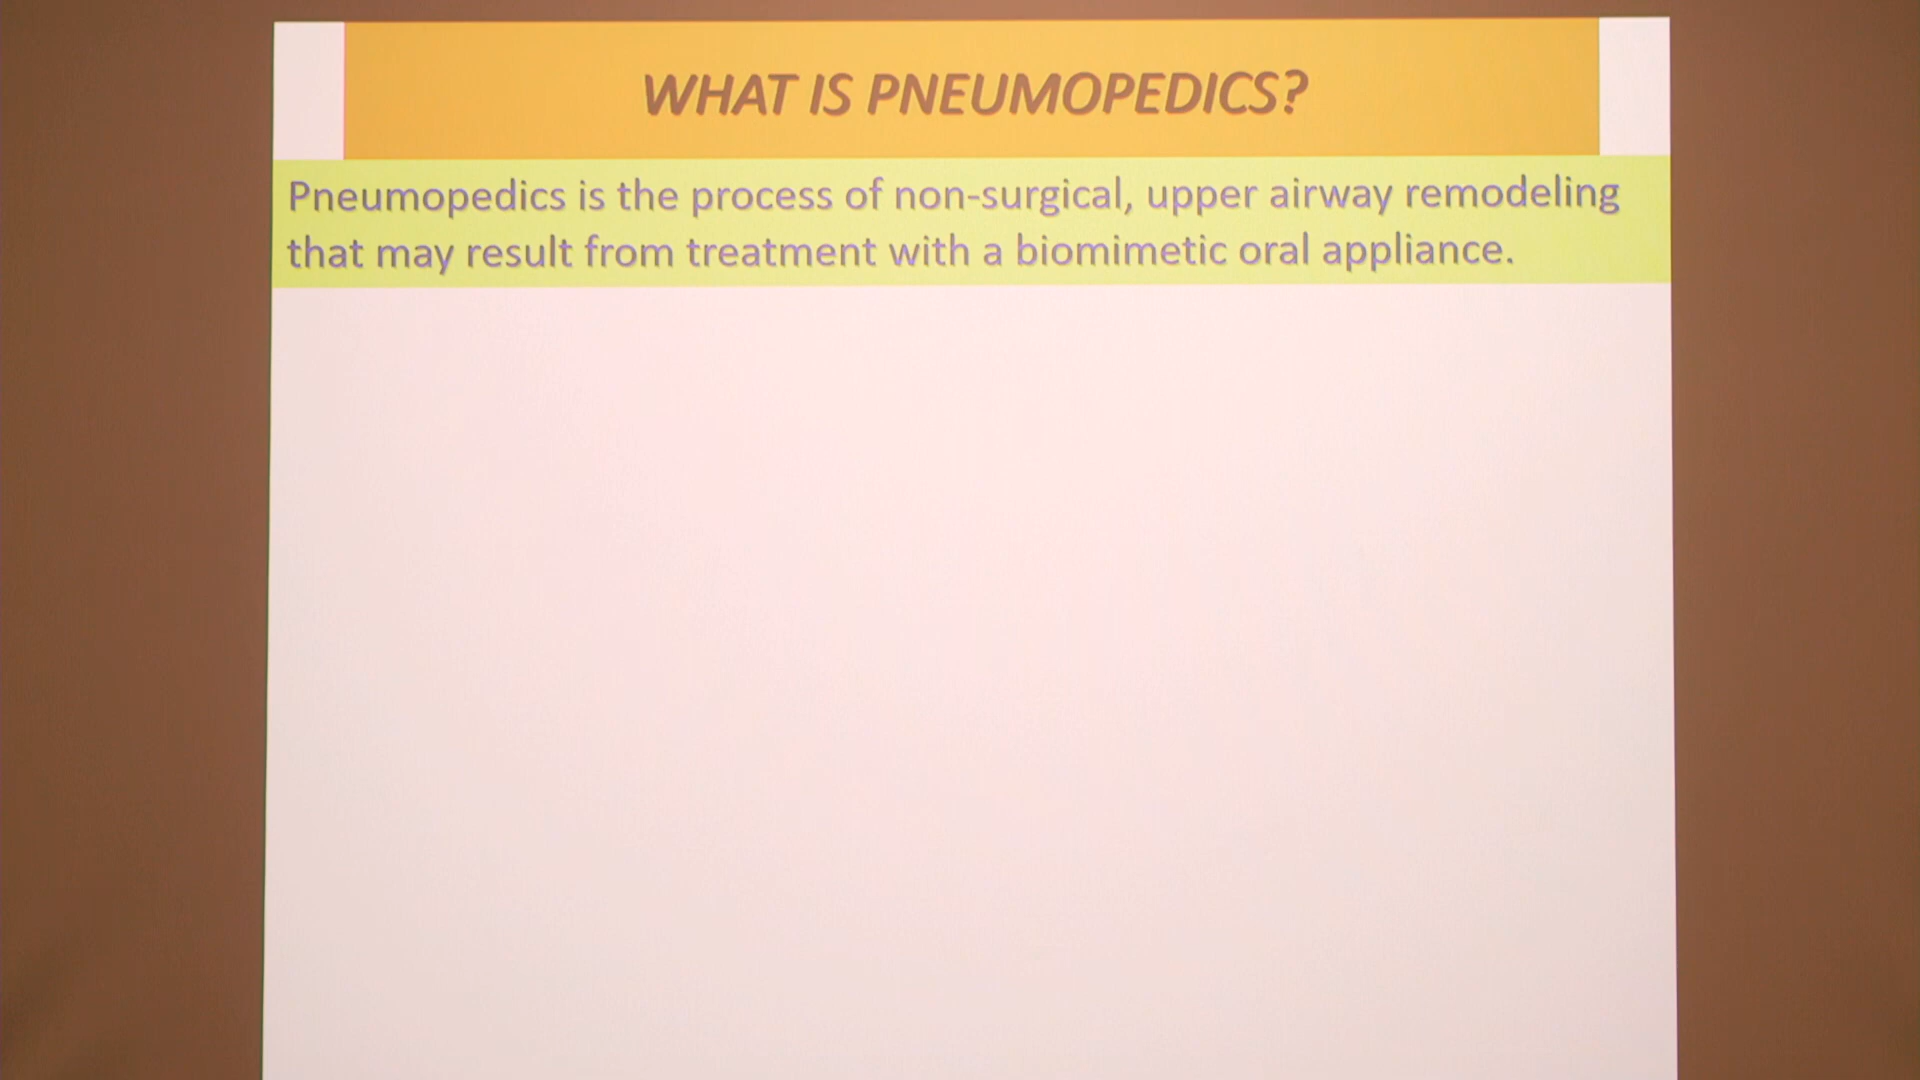 WHAT IS PNEUMOPEDICS?
Pneumopedics is the process of non-surgical, upper airway remodeling
that may result from treatment with a biomimetic oral appliance.